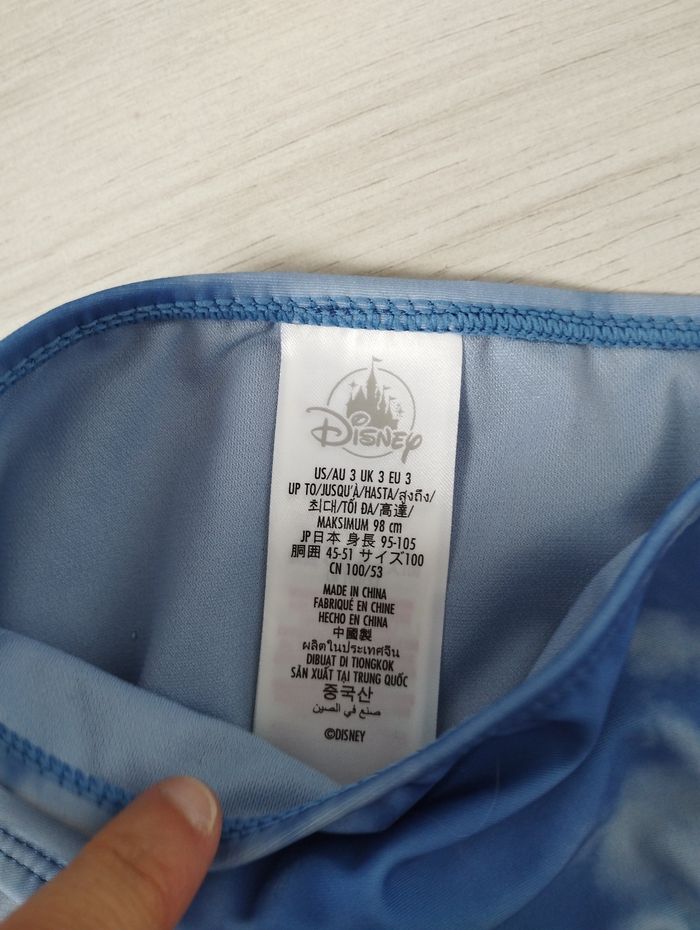 Disney
US/AU 3 UK 3 EU 3
UP TO/JUSQU'À/HASTA/สูงถึง/
최대/TỐI ĐA/高達/
MAKSIMUM 98 cm
JP日本 身長 95-105
胴囲 45-51 サイズ100
CN 100/53
MADE IN CHINA
FABRIQUÉ EN CHINE
HECHO EN CHINA
中國製
ผลิตในประเทศจีน
DIBUAT DI TIONGKOK
SẢN XUẤT TẠI TRUNG QUỐC
중국산
صنع في الصين
©DISNEY